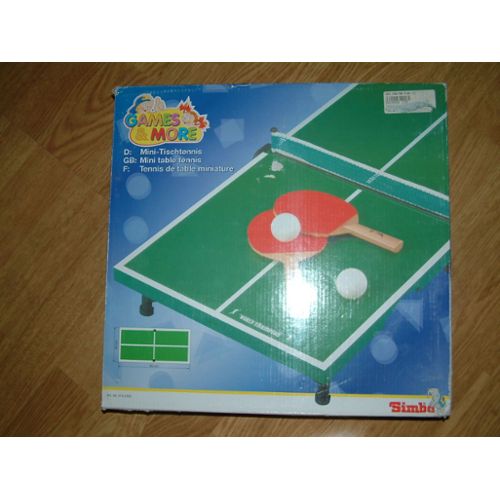 GAMES
& MORE
D: Mini-Tischtennis
GB: Mini table tennis
F: Tennis de table miniature
Simba